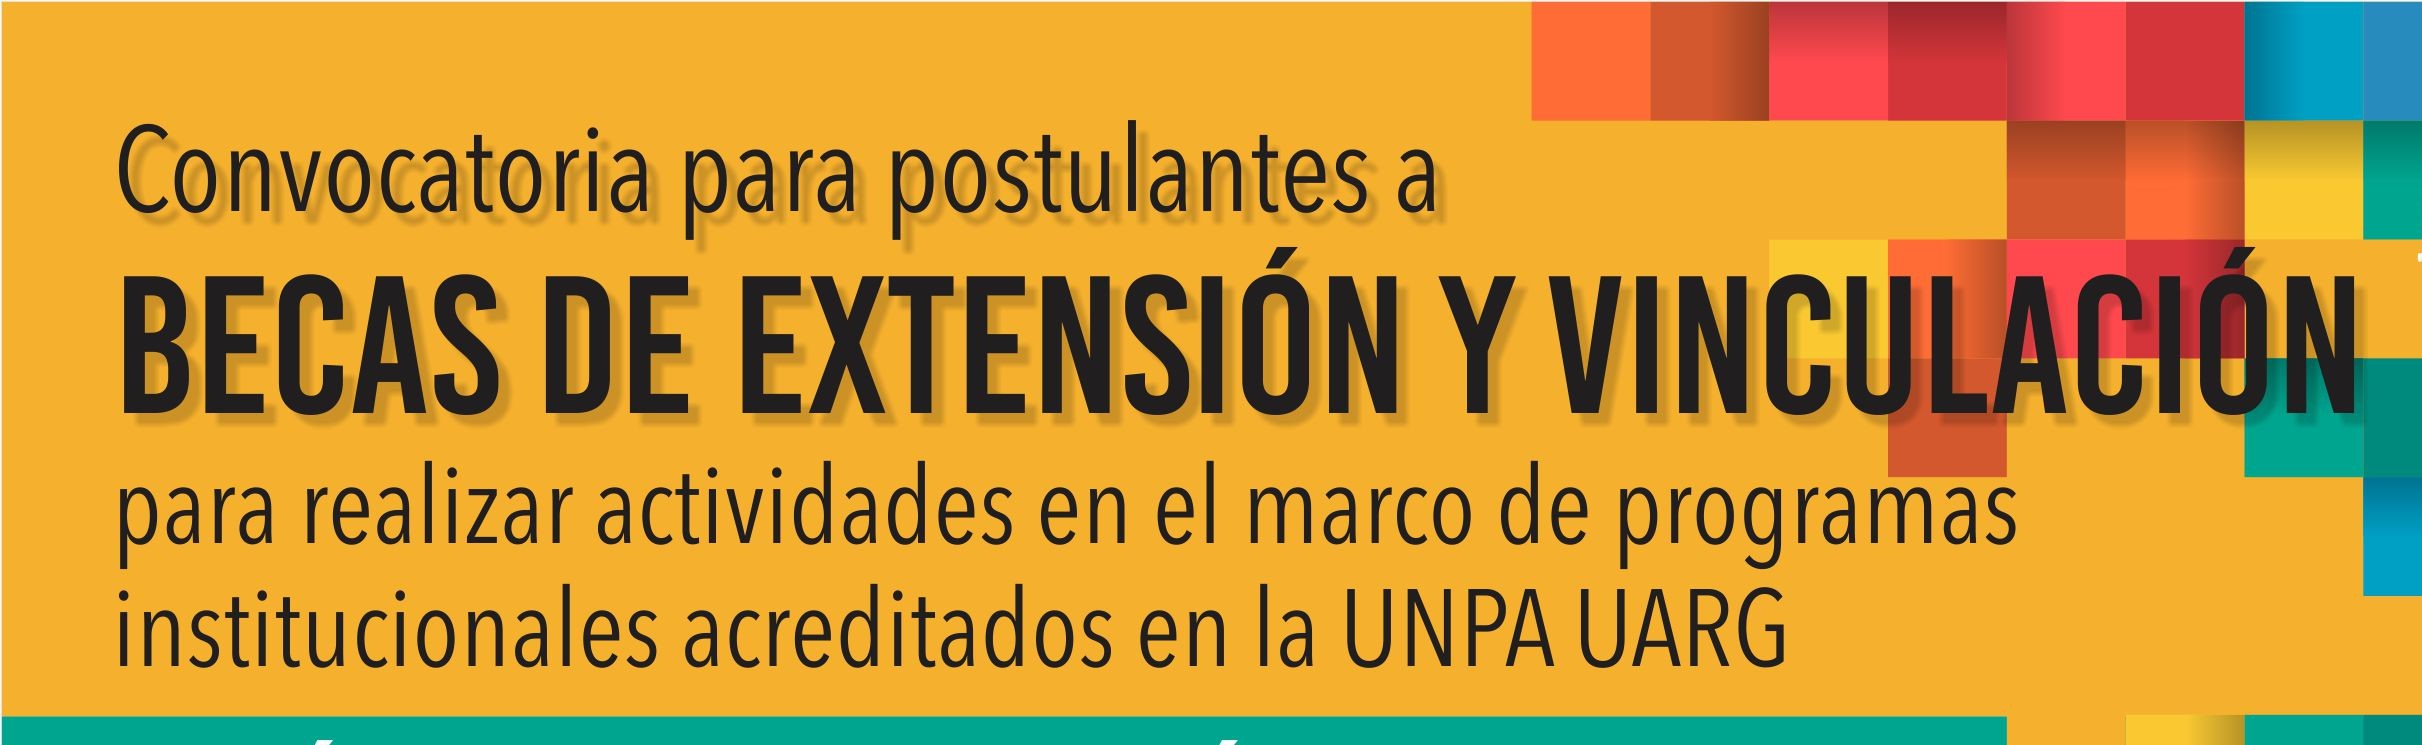 Convocatoria para postulantes a
BECAS DE EXTENSIÓN Y VINCULACIÓN
para realizar actividades en el marco de programas
institucionales acreditados en la UNPA UARG